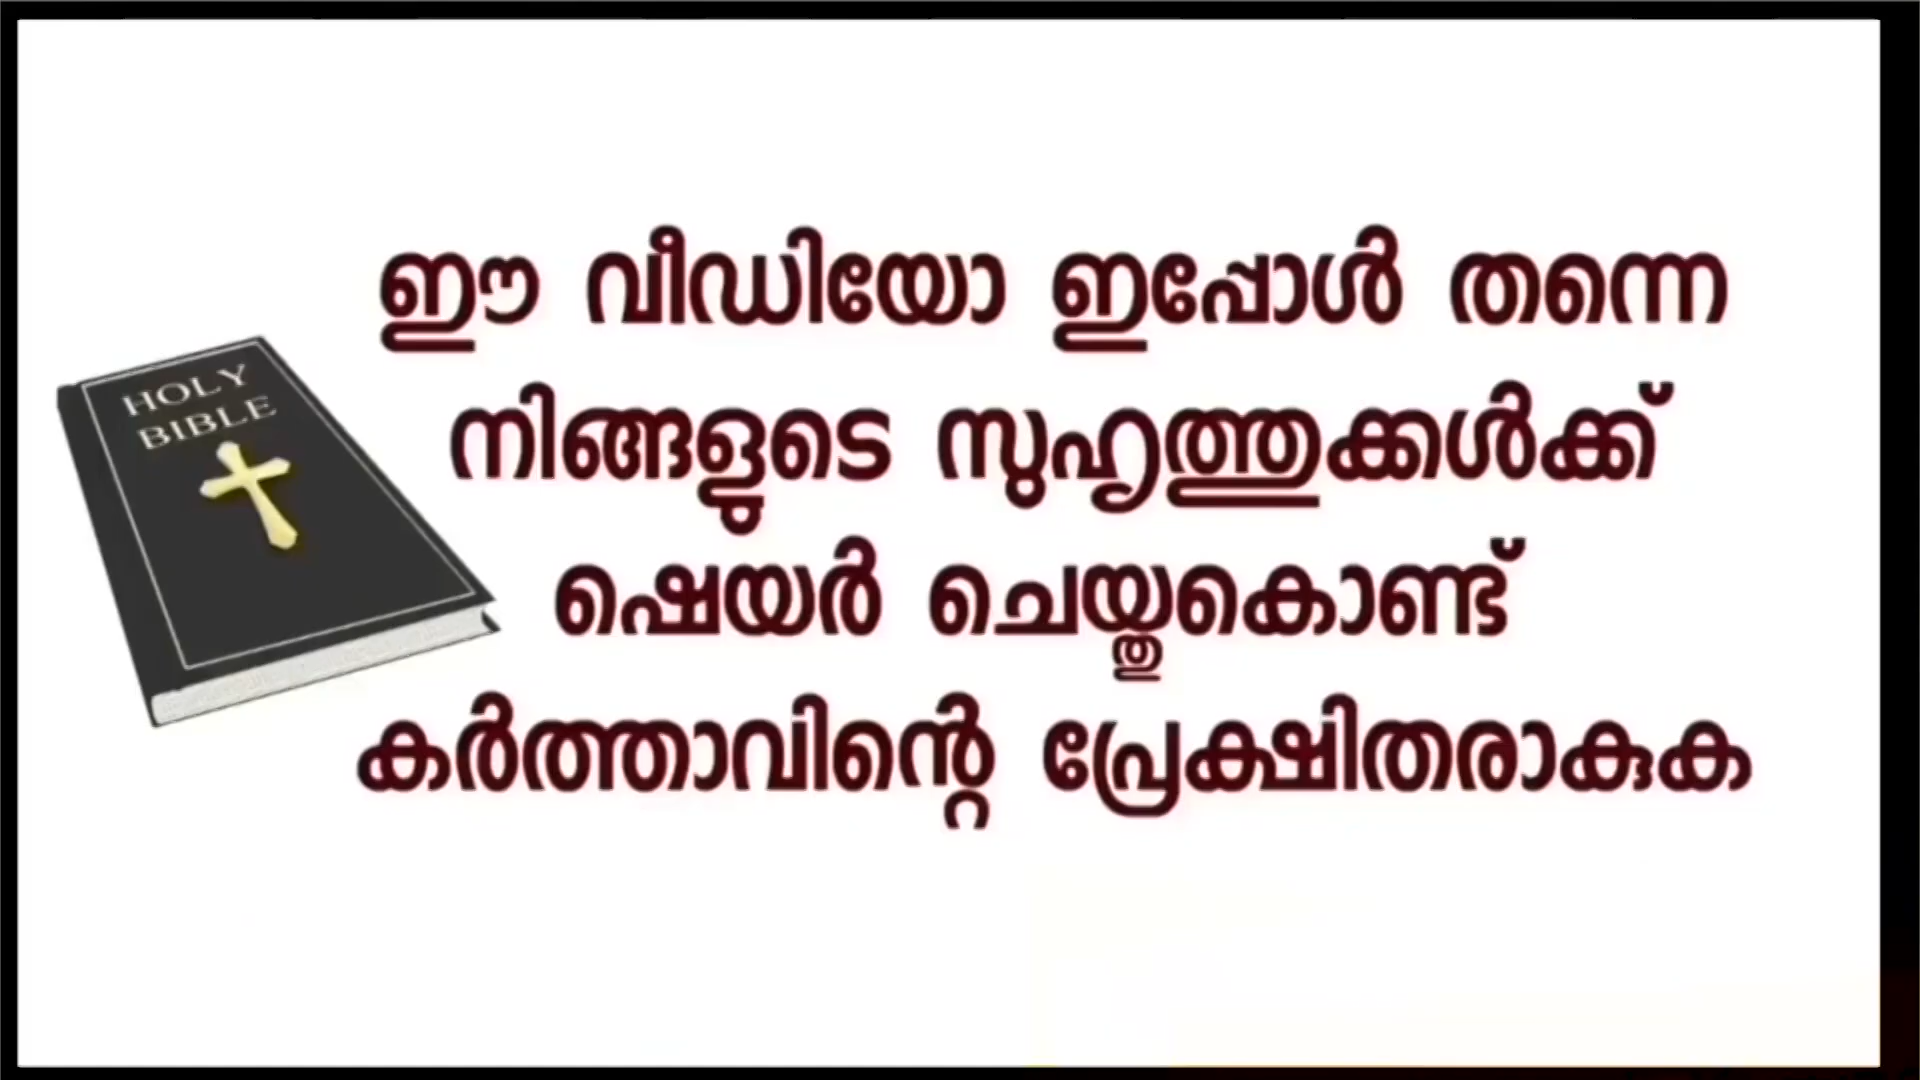 HOLY
BIBLE
ഈ വീഡിയോ ഇപ്പോൾ തന്നെ
നിങ്ങളുടെ സുഹൃത്തുക്കൾക്ക്
ഷെയർ ചെയ്തുകൊണ്ട്
കർത്താവിന്റെ പ്രേക്ഷിതരാകുക